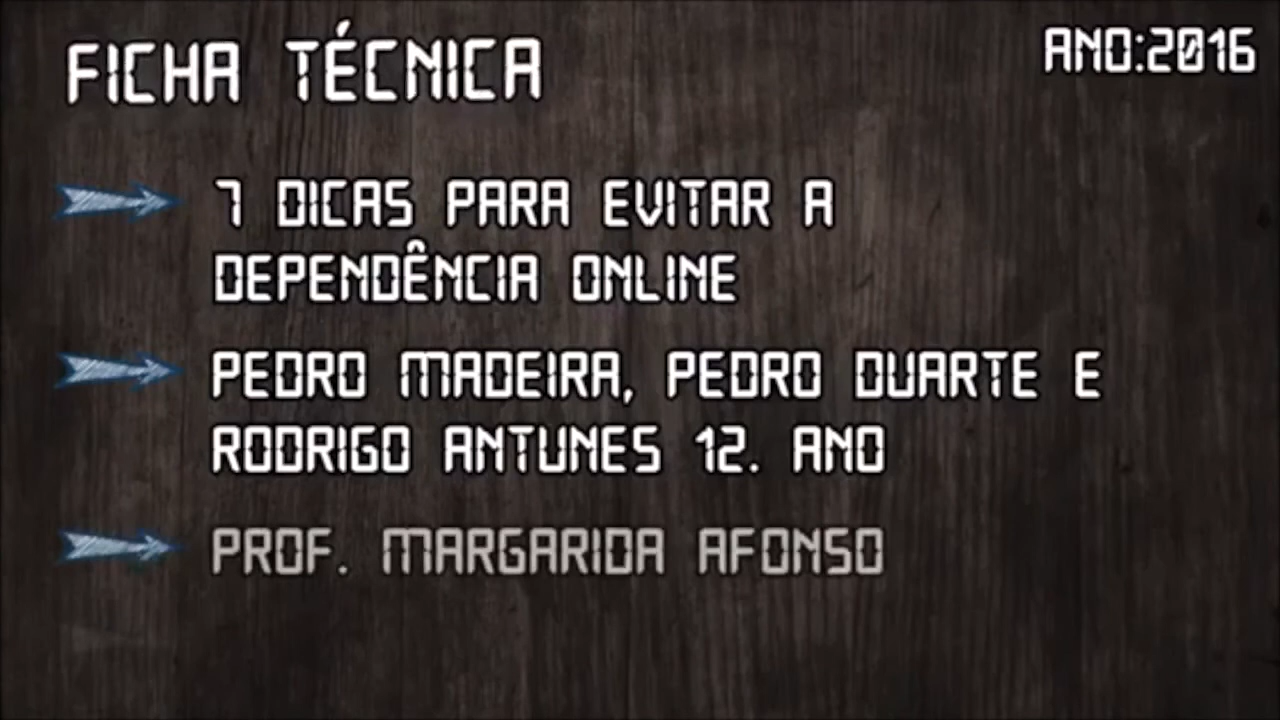 FICHA TÉCNICA
ANO:2016
7 DICAS PARA EVITAR A
DEPENDÊNCIA ONLINE
PEDRO MADEIRA, PEDRO DUARTE E
RODRIGO ANTUNES 12. ANO
PROF. MARGARIDA AFONSO